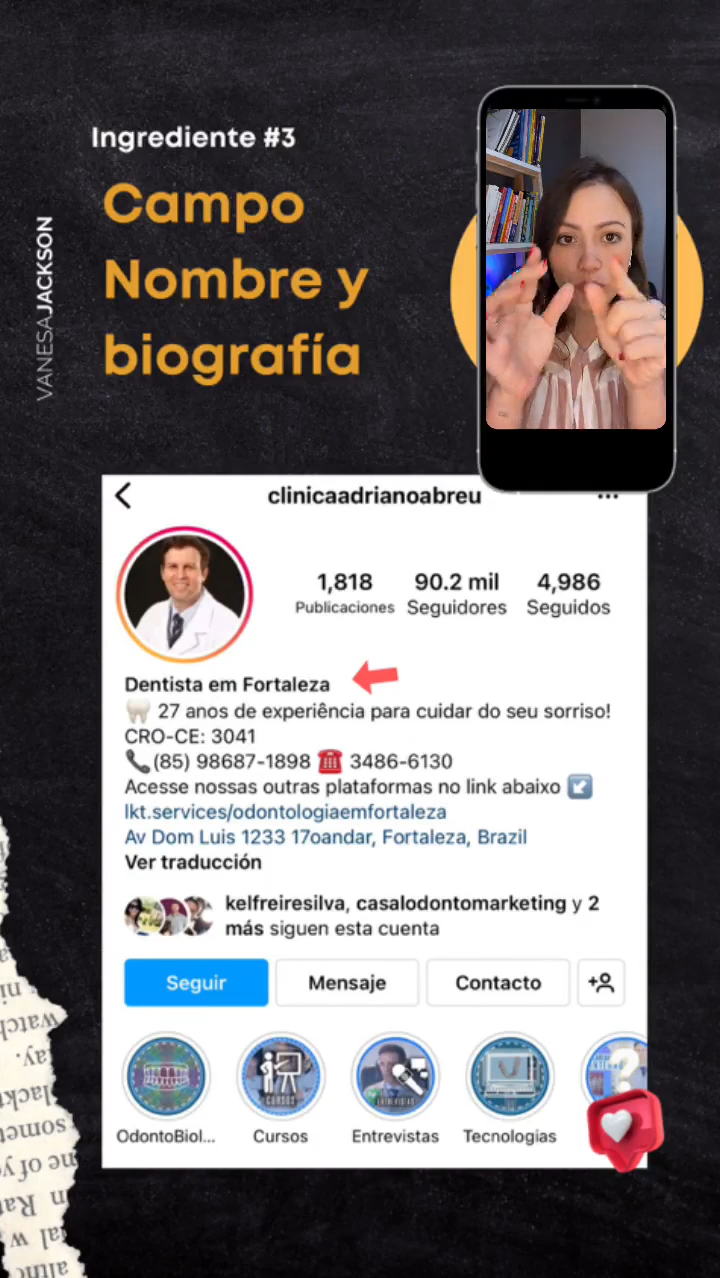 Ingrediente #3
Campo
Nombre y
biografía
VANESAJACKSON
clinicaadrianoabreu
1,818 90.2 mil 4,986
Publicaciones Seguidores Seguidos
Dentista em Fortaleza
🦷 27 anos de experiência para cuidar do seu sorriso!
CRO-CE: 3041
📞(85) 98687-1898 ☎️ 3486-6130
Acesse nossas outras plataformas no link abaixo ↙️
lkt.services/odontologiaemfortaleza
Av Dom Luis 1233 17oandar, Fortaleza, Brazil
Ver traducción
kelfreiresilva, casalodontomarketing y 2
más siguen esta cuenta
Seguir Mensaje Contacto
CURSOS
ENTREVISTAS
OdontoBiol... Cursos Entrevistas Tecnologias